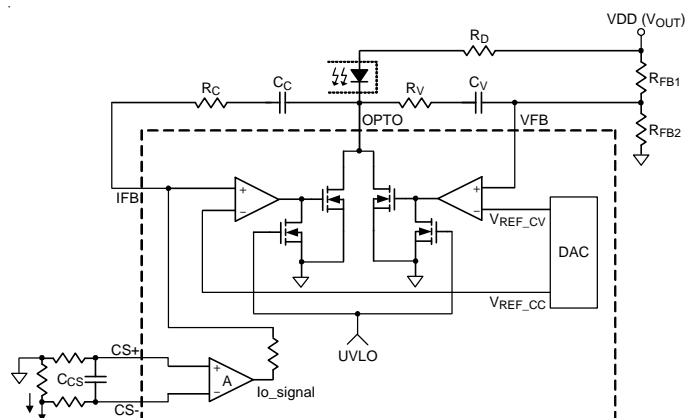 VDD (VOUT)
RD
RC
CC
RV
CV
RFB1
OPTO
VFB
RFB2
IFB
+
−
+
−
VREF_CV
DAC
VREF_CC
UVLO
CS+
CCS
+
A
−
Io_signal
CS-